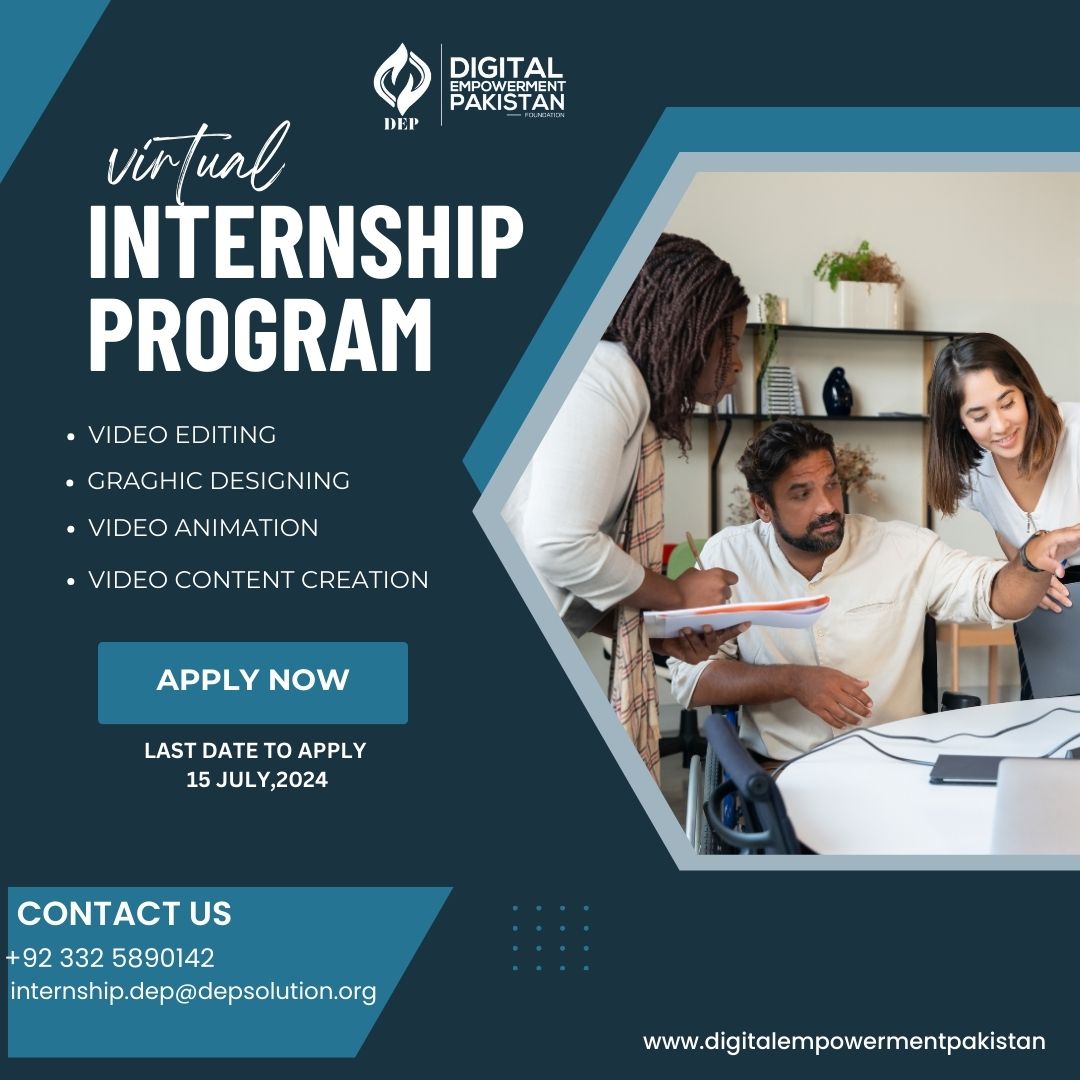 DIGITAL
EMPOWERMENT
PAKISTAN
FOUNDATION
DEP
virtual
INTERNSHIP
PROGRAM
• VIDEO EDITING
• GRAGHIC DESIGNING
• VIDEO ANIMATION
• VIDEO CONTENT CREATION
APPLY NOW
LAST DATE TO APPLY
15 JULY,2024
CONTACT US
+92 332 5890142
internship.dep@depsolution.org
www.digitalempowermentpakistan